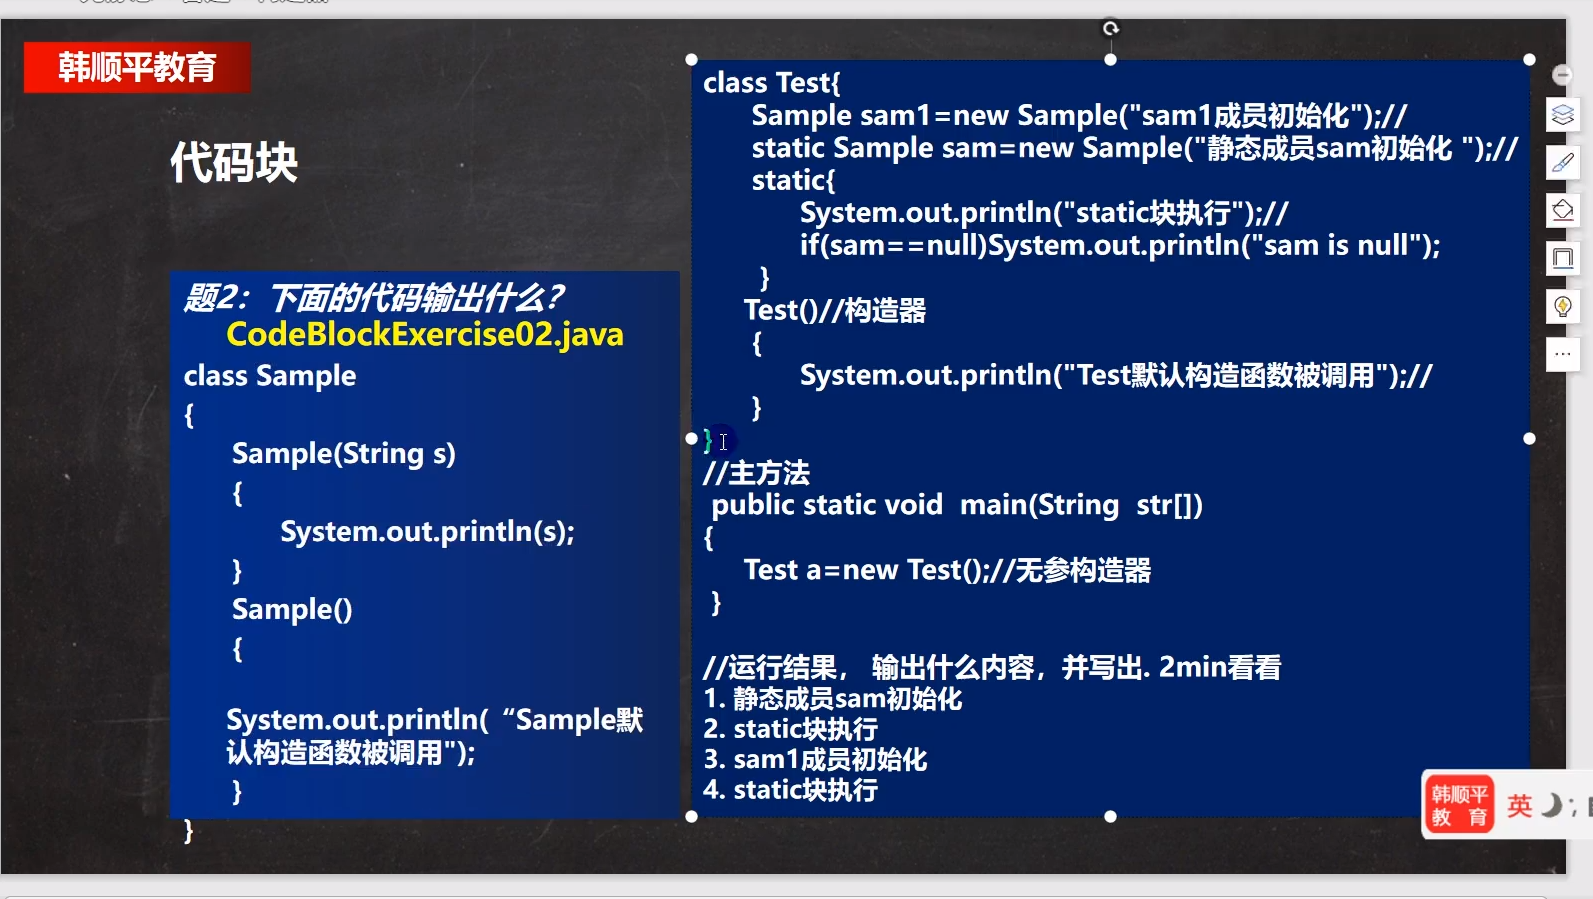 韩顺平教育
代码块
题2：下面的代码输出什么？
CodeBlockExercise02.java
class Sample
{
Sample(String s)
{
System.out.println(s);
}
Sample()
{
System.out.println( “Sample默
认构造函数被调用");
}
}
class Test{
Sample sam1=new Sample("sam1成员初始化");//
static Sample sam=new Sample("静态成员sam初始化 ");//
static{
System.out.println("static块执行");//
if(sam==null)System.out.println("sam is null");
}
Test()//构造器
{
System.out.println("Test默认构造函数被调用");//
}
}
//主方法
public static void  main(String  str[])
{
Test a=new Test();//无参构造器
}
//运行结果， 输出什么内容，并写出. 2min看看
1. 静态成员sam初始化
2. static块执行
3. sam1成员初始化
4. static块执行
韩顺平
教 育
英